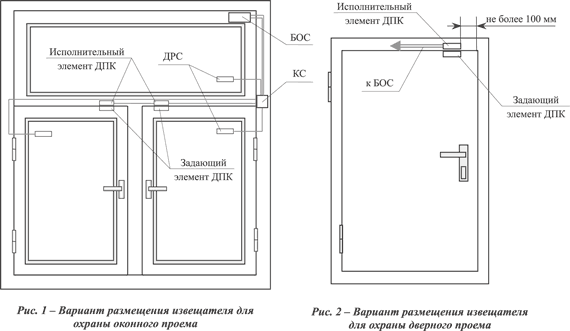 БОС
Исполнительный
элемент ДПК
ДРС
КС
Задающий
элемент ДПК
Рис. 1 – Вариант размещения извещателя для
охраны оконного проема
Исполнительный
элемент ДПК
не более 100 мм
к БОС
Задающий
элемент ДПК
Рис. 2 – Вариант размещения извещателя
для охраны дверного проема